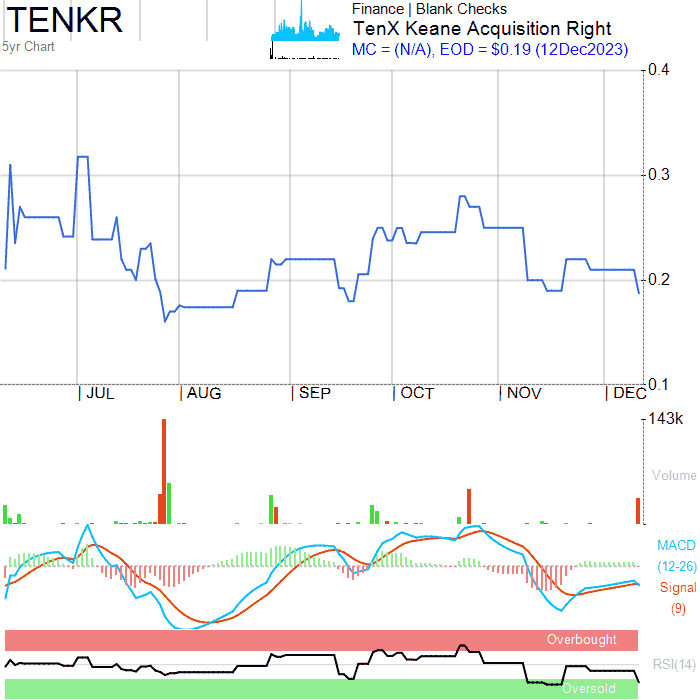 TENKR
5yr Chart
Finance | Blank Checks
TenX Keane Acquisition Right
MC = (N/A), EOD = $0.19 (12Dec2023)
0.4
0.3
0.2
0.1
| JUL | AUG | SEP | OCT | NOV | DEC
143k
Volume
MACD
(12-26)
Signal
(9)
Overbought
RSI(14)
Oversold